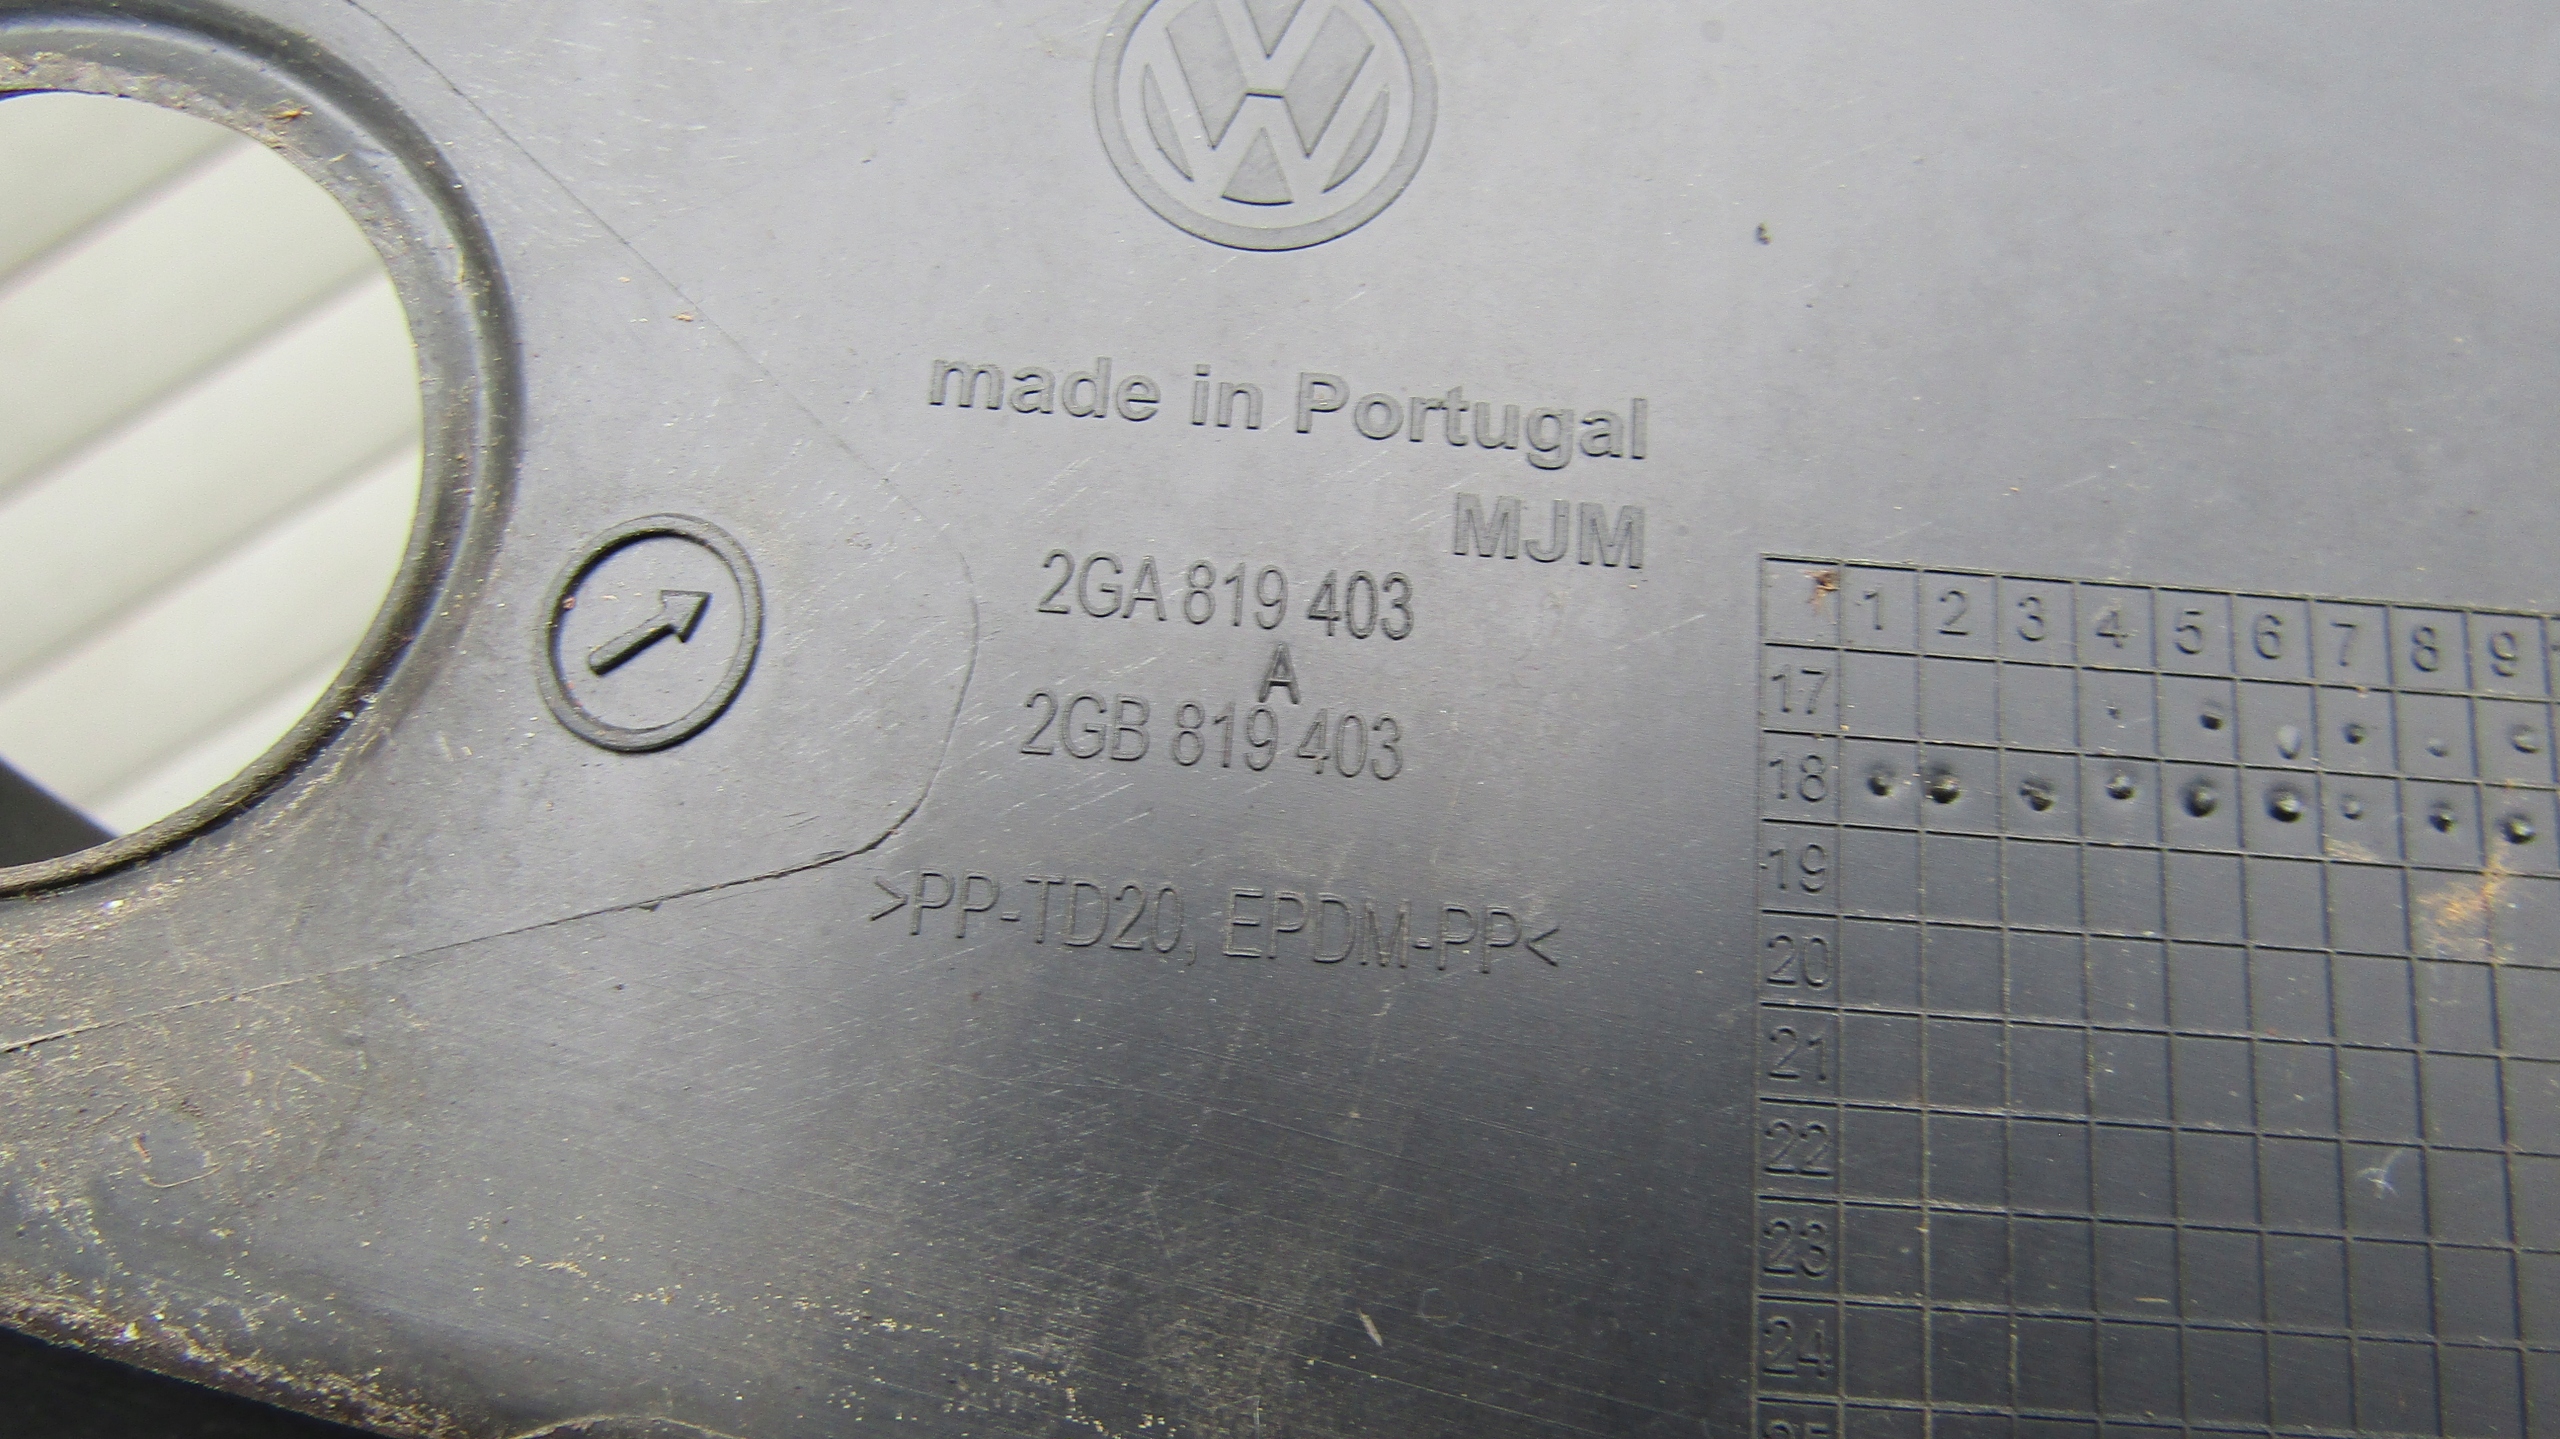 made in Portugal
MJM
2GA 819 403
A
2GB 819 403
>PP-TD20, EPDM-PP<
1 2 3 4 5 6 7 8 9
17
18
19
20
21
22
23
24